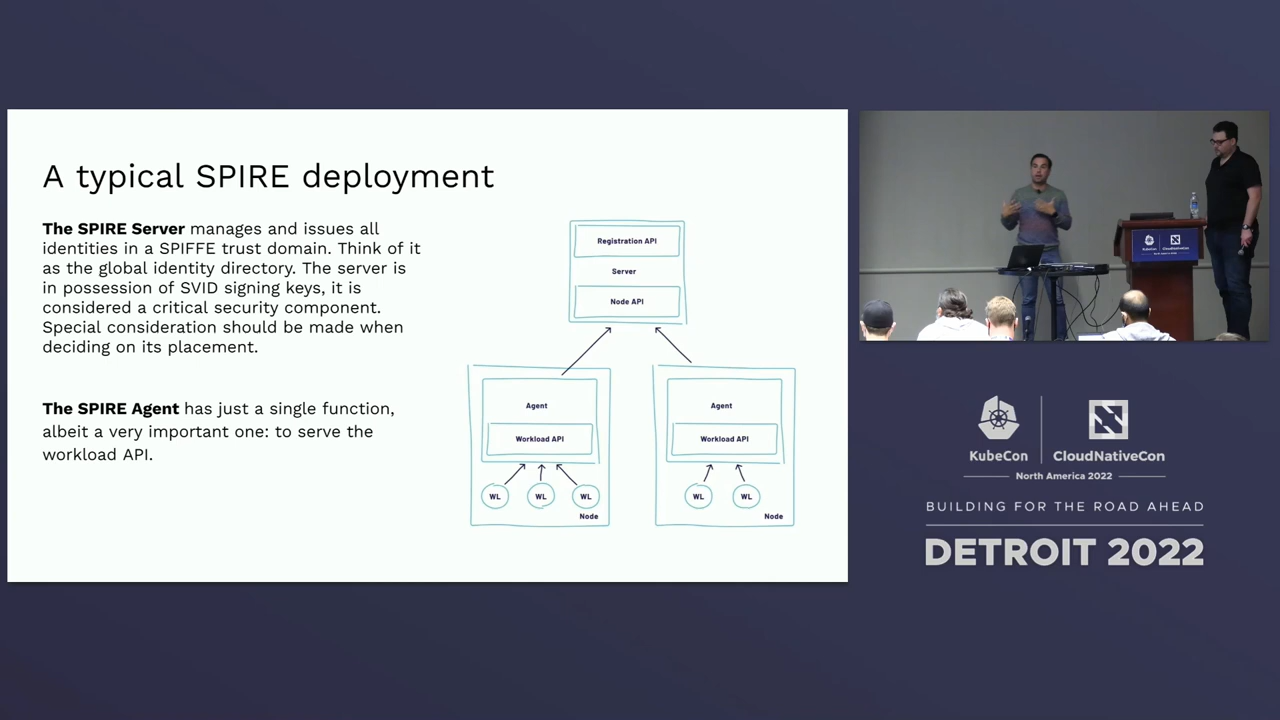 A typical SPIRE deployment
The SPIRE Server manages and issues all
identities in a SPIFFE trust domain. Think of it
as the global identity directory. The server is
in possession of SVID signing keys, it is
considered a critical security component.
Special consideration should be made when
deciding on its placement.
The SPIRE Agent has just a single function,
albeit a very important one: to serve the
workload API.
Registration API
Server
Node API
Agent
Workload API
WL
WL
WL
Node
Agent
Workload API
WL
WL
Node
KubeCon
CloudNativeCon
North America 2022
BUILDING FOR THE ROAD AHEAD
DETROIT 2022